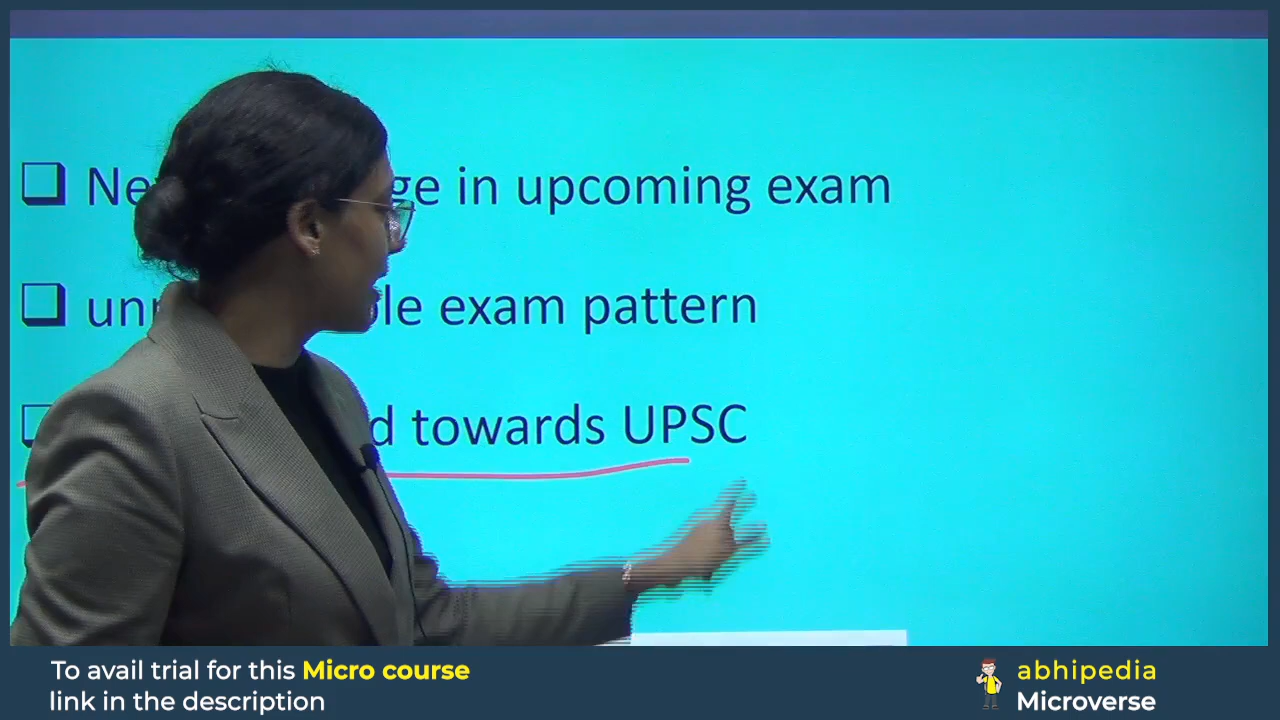 Ne ge in upcoming exam
un le exam pattern
d towards UPSC
To avail trial for this Micro course
link in the description
abhipedia
Microverse